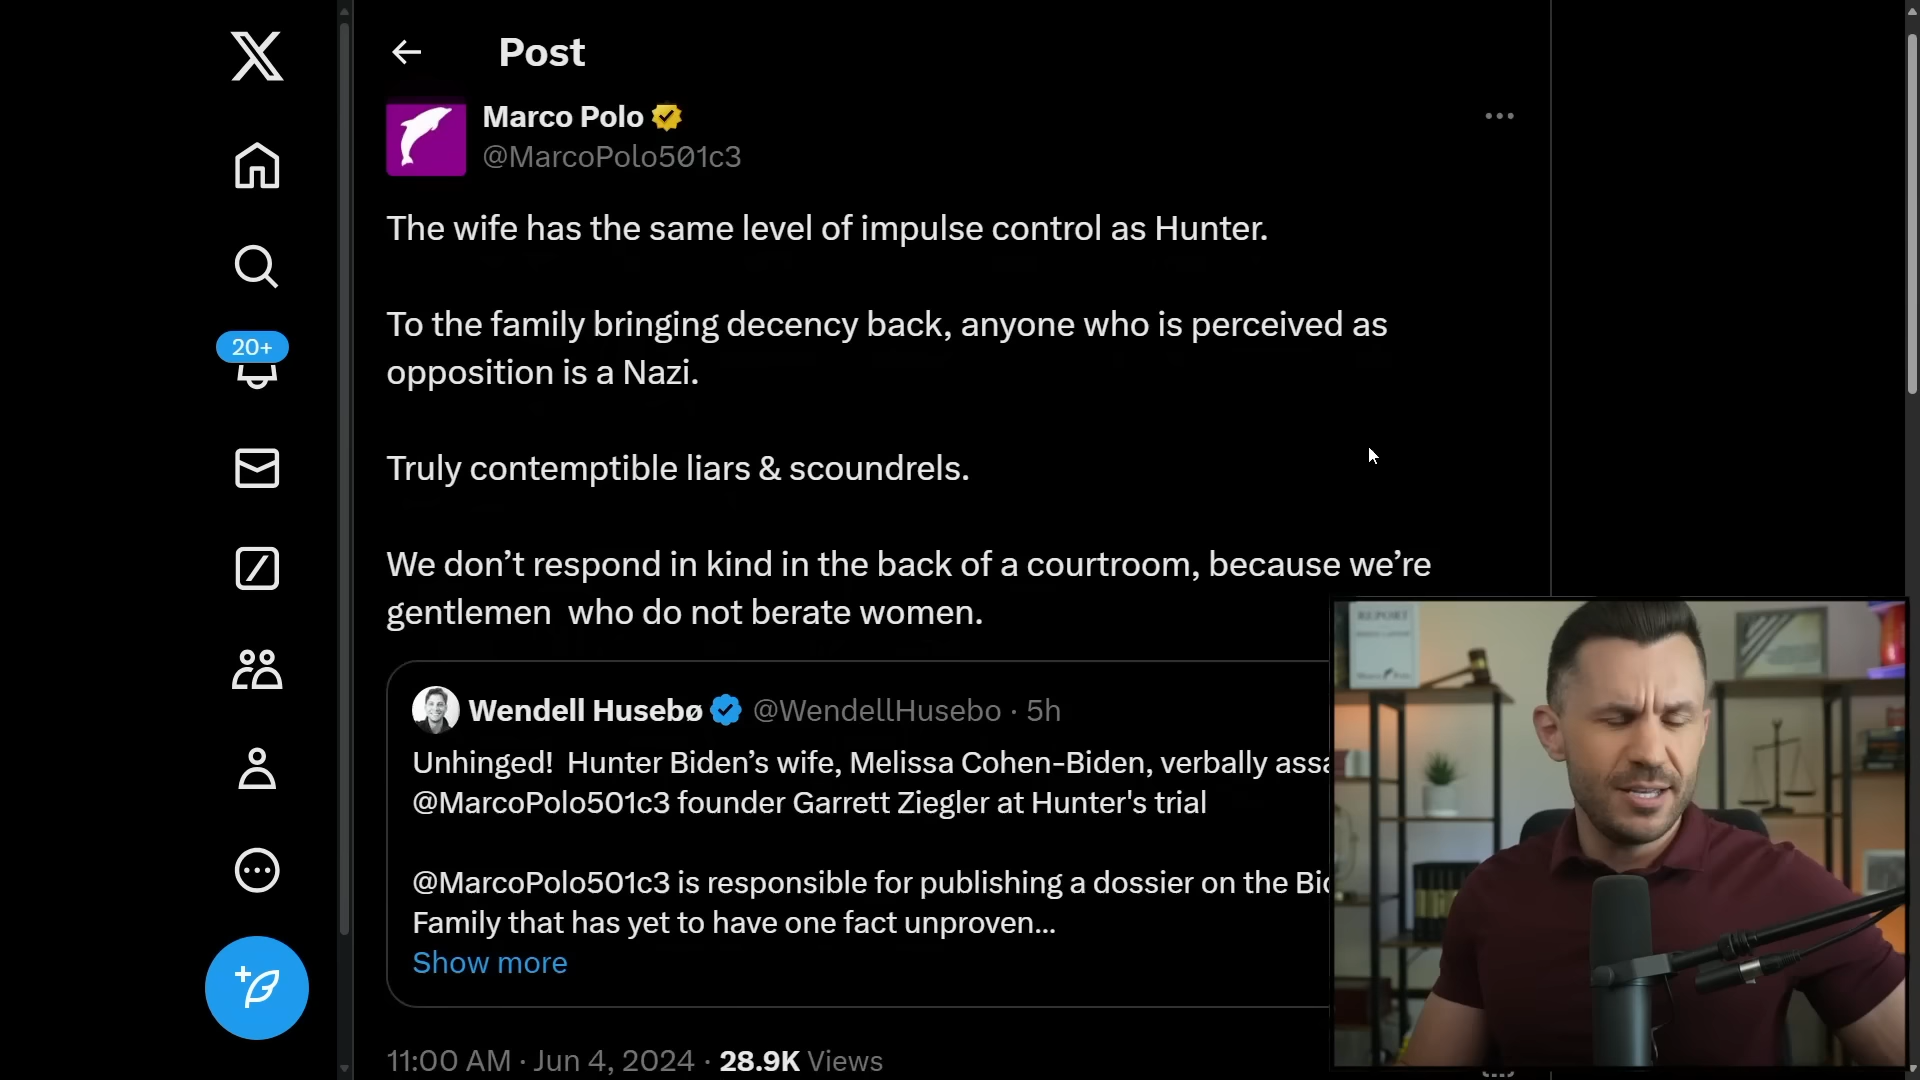 Post
Marco Polo
@MarcoPolo501c3
The wife has the same level of impulse control as Hunter.
To the family bringing decency back, anyone who is perceived as
opposition is a Nazi.
20+
Truly contemptible liars & scoundrels.
We don’t respond in kind in the back of a courtroom, because we’re
gentlemen  who do not berate women.
REPORT
Wendell Husebø @WendellHusebo · 5h
Unhinged!  Hunter Biden’s wife, Melissa Cohen-Biden, verbally
@MarcoPolo501c3 founder Garrett Ziegler at Hunter's trial
@MarcoPolo501c3 is responsible for publishing a dossier on the
Family that has yet to have one fact unproven...
Show more
11:00 AM · Jun 4, 2024 · 28.9K Views